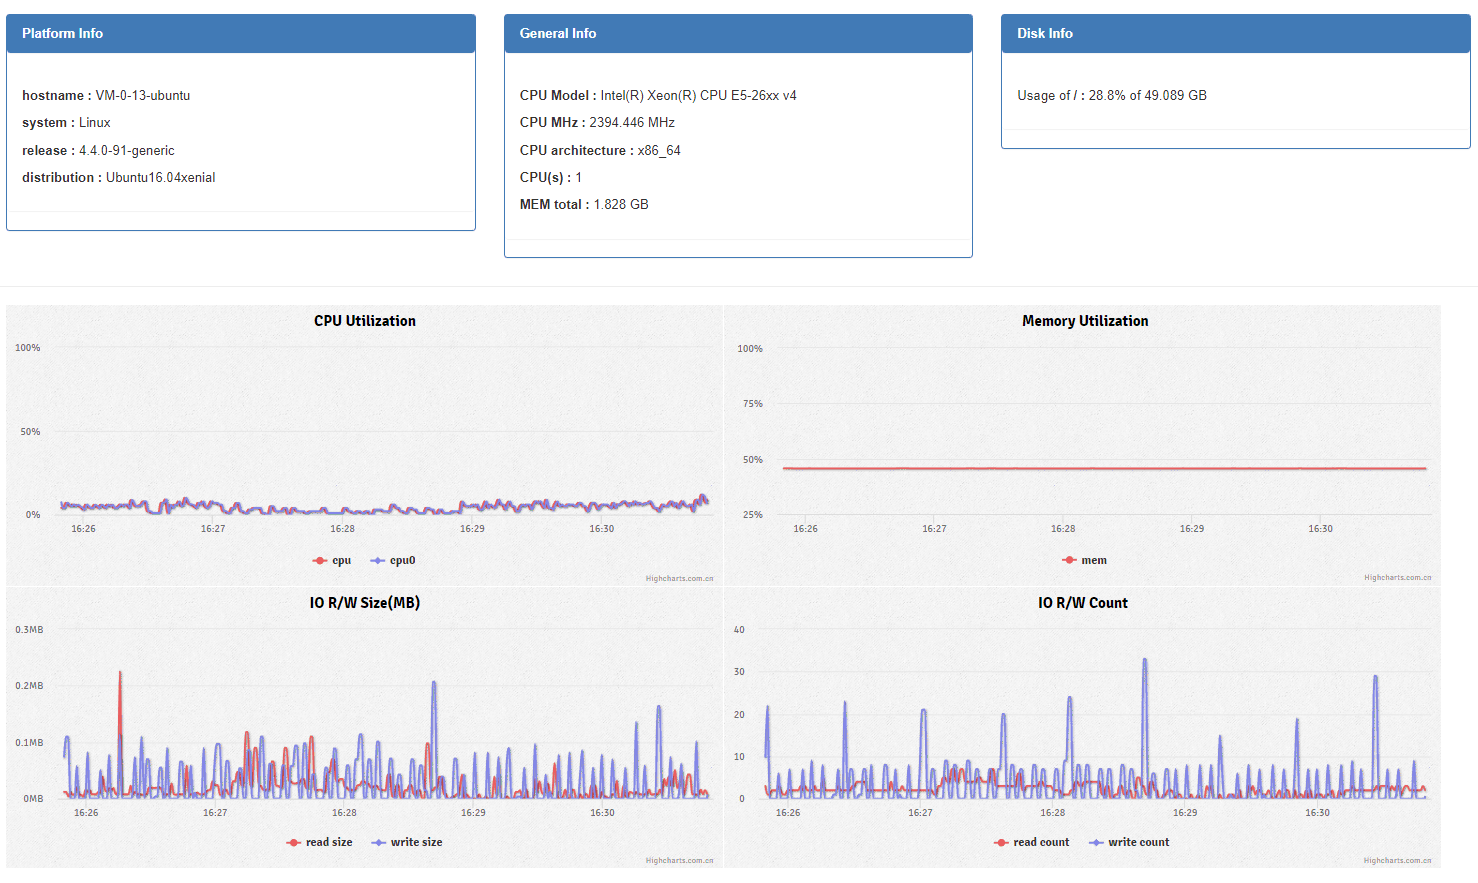 Platform Info
hostname : VM-0-13-ubuntu
system : Linux
release : 4.4.0-91-generic
distribution : Ubuntu16.04xenial
General Info
CPU Model : Intel(R) Xeon(R) CPU E5-26xx v4
CPU MHz : 2394.446 MHz
CPU architecture : x86_64
CPU(s) : 1
MEM total : 1.828 GB
Disk Info
Usage of / : 28.8% of 49.089 GB
CPU Utilization
100%
50%
0%
16:26 16:27 16:28 16:29 16:30
cpu cpu0
Highcharts.com.cn
Memory Utilization
100%
75%
50%
25%
16:26 16:27 16:28 16:29 16:30
mem
Highcharts.com.cn
IO R/W Size(MB)
0.3MB
0.2MB
0.1MB
0MB
16:26 16:27 16:28 16:29 16:30
read size write size
Highcharts.com.cn
IO R/W Count
40
30
20
10
0
16:26 16:27 16:28 16:29 16:30
read count write count
Highcharts.com.cn